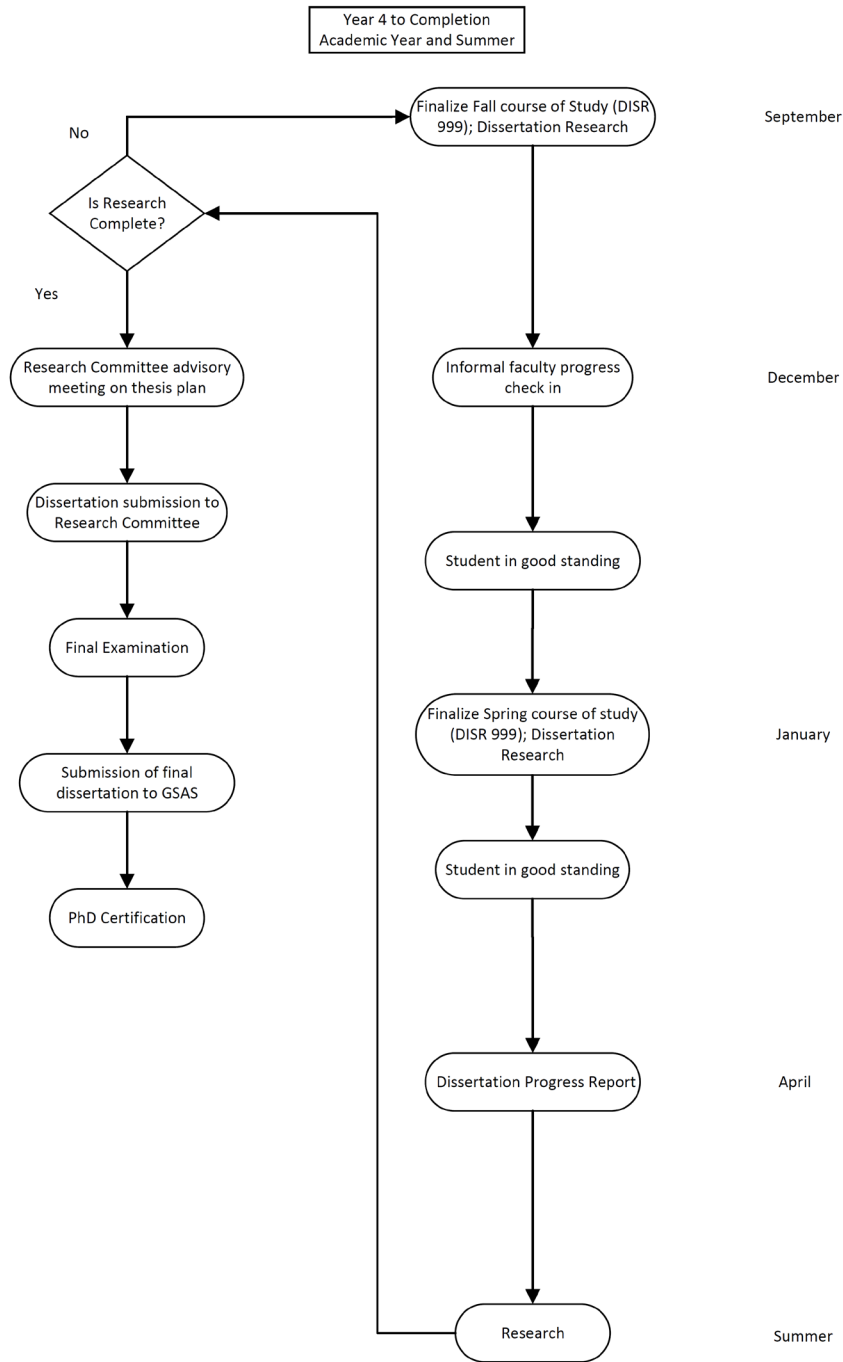 Year 4 to Completion
Academic Year and Summer
Finalize Fall course of Study (DISR
999); Dissertation Research
September
No
Is Research
Complete?
Yes
Research Committee advisory
meeting on thesis plan
Informal faculty progress
check in
December
Dissertation submission to
Research Committee
Student in good standing
Final Examination
Finalize Spring course of study
(DISR 999); Dissertation
Research
January
Submission of final
dissertation to GSAS
Student in good standing
PhD Certification
Dissertation Progress Report
April
Research
Summer